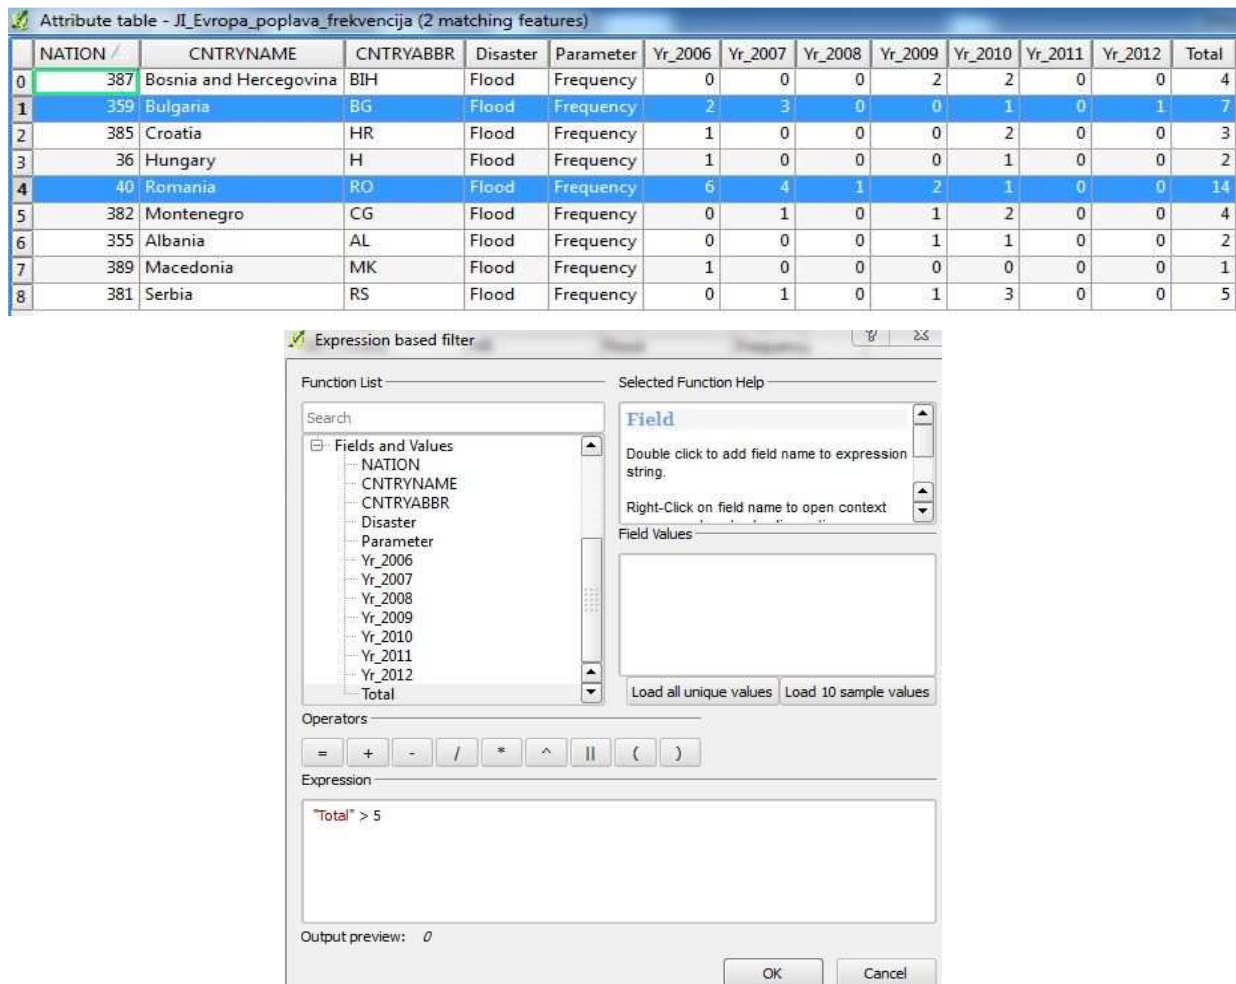 Attribute table - JI_Evropa_poplava_frekvencija (2 matching features)
NATION CNTRYNAME CNTRYABBR Disaster Parameter Yr_2006 Yr_2007 Yr_2008 Yr_2009 Yr_2010 Yr_2011 Yr_2012 Total
0 387 Bosnia and Hercegovina BIH Flood Frequency 0 0 0 2 2 0 0 4
1 359 Bulgaria BG Flood Frequency 2 3 0 0 1 0 1 7
2 385 Croatia HR Flood Frequency 1 0 0 0 2 0 0 3
3 36 Hungary H Flood Frequency 1 0 0 0 1 0 0 2
4 40 Romania RO Flood Frequency 6 4 1 2 1 0 0 14
5 382 Montenegro CG Flood Frequency 0 1 0 1 2 0 0 4
6 355 Albania AL Flood Frequency 0 0 0 1 1 0 0 2
7 389 Macedonia MK Flood Frequency 1 0 0 0 0 0 0 1
8 381 Serbia RS Flood Frequency 0 1 0 1 3 0 0 5
Expression based filter
Function List
Search
Fields and Values
NATION
CNTRYNAME
CNTRYABBR
Disaster
Parameter
Yr_2006
Yr_2007
Yr_2008
Yr_2009
Yr_2010
Yr_2011
Yr_2012
Total
Selected Function Help
Field
Double click to add field name to expression
string.
Right-Click on field name to open context
Field Values
Load all unique values Load 10 sample values
Operators
= + - / * ^ || ( )
Expression
"Total" > 5
Output preview: 0
OK Cancel